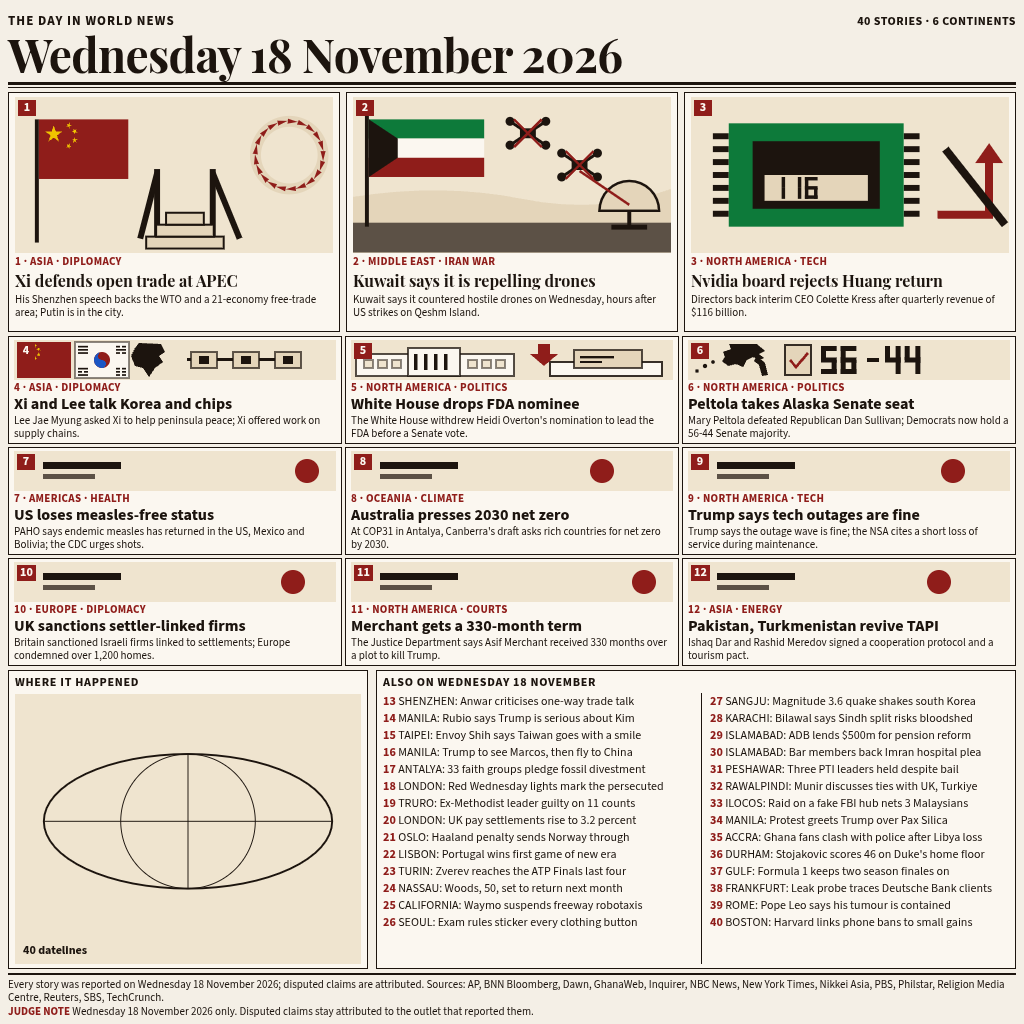 THE DAY IN WORLD NEWS
40 STORIES · 6 CONTINENTS
Wednesday 18 November 2026
1
116
1 · ASIA · DIPLOMACY
Xi defends open trade at APEC
His Shenzhen speech backs the WTO and a 21-economy free-trade
area; Putin is in the city.
2
2 · MIDDLE EAST · IRAN WAR
Kuwait says it is repelling drones
Kuwait says it countered hostile drones on Wednesday, hours after
US strikes on Qeshm Island.
3
3 · NORTH AMERICA · TECH
Nvidia board rejects Huang return
Directors back interim CEO Colette Kress after quarterly revenue of
$116 billion.
4
4 · ASIA · DIPLOMACY
Xi and Lee talk Korea and chips
Lee Jae Myung asked Xi to help peninsula peace; Xi offered work on
supply chains.
5
5 · NORTH AMERICA · POLITICS
White House drops FDA nominee
The White House withdrew Heidi Overton's nomination to lead the
FDA before a Senate vote.
6
56-44
6 · NORTH AMERICA · POLITICS
Peltola takes Alaska Senate seat
Mary Peltola defeated Republican Dan Sullivan; Democrats now hold a
56-44 Senate majority.
7
7 · AMERICAS · HEALTH
US loses measles-free status
PAHO says endemic measles has returned in the US, Mexico and
Bolivia; the CDC urges shots.
8
8 · OCEANIA · CLIMATE
Australia presses 2030 net zero
At COP31 in Antalya, Canberra's draft asks rich countries for net zero
by 2030.
9
9 · NORTH AMERICA · TECH
Trump says tech outages are fine
Trump says the outage wave is fine; the NSA cites a short loss of
service during maintenance.
10
10 · EUROPE · DIPLOMACY
UK sanctions settler-linked firms
Britain sanctioned Israeli firms linked to settlements; Europe
condemned over 1,200 homes.
11
11 · NORTH AMERICA · COURTS
Merchant gets a 330-month term
The Justice Department says Asif Merchant received 330 months over
a plot to kill Trump.
12
12 · ASIA · ENERGY
Pakistan, Turkmenistan revive TAPI
Ishaq Dar and Rashid Meredov signed a cooperation protocol and a
tourism pact.
WHERE IT HAPPENED
40 datelines
ALSO ON WEDNESDAY 18 NOVEMBER
13 SHENZHEN: Anwar criticises one-way trade talk
14 MANILA: Rubio says Trump is serious about Kim
15 TAIPEI: Envoy Shih says Taiwan goes with a smile
16 MANILA: Trump to see Marcos, then fly to China
17 ANTALYA: 33 faith groups pledge fossil divestment
18 LONDON: Red Wednesday lights mark the persecuted
19 TRURO: Ex-Methodist leader guilty on 11 counts
20 LONDON: UK pay settlements rise to 3.2 percent
21 OSLO: Haaland penalty sends Norway through
22 LISBON: Portugal wins first game of new era
23 TURIN: Zverev reaches the ATP Finals last four
24 NASSAU: Woods, 50, set to return next month
25 CALIFORNIA: Waymo suspends freeway robotaxis
26 SEOUL: Exam rules sticker every clothing button
27 SANGJU: Magnitude 3.6 quake shakes south Korea
28 KARACHI: Bilawal says Sindh split risks bloodshed
29 ISLAMABAD: ADB lends $500m for pension reform
30 ISLAMABAD: Bar members back Imran hospital plea
31 PESHAWAR: Three PTI leaders held despite bail
32 RAWALPINDI: Munir discusses ties with UK, Turkiye
33 ILOCOS: Raid on a fake FBI hub nets 3 Malaysians
34 MANILA: Protest greets Trump over Pax Silica
35 ACCRA: Ghana fans clash with police after Libya loss
36 DURHAM: Stojakovic scores 46 on Duke's home floor
37 GULF: Formula 1 keeps two season finales on
38 FRANKFURT: Leak probe traces Deutsche Bank clients
39 ROME: Pope Leo says his tumour is contained
40 BOSTON: Harvard links phone bans to small gains
Every story was reported on Wednesday 18 November 2026; disputed claims are attributed. Sources: AP, BNN Bloomberg, Dawn, GhanaWeb, Inquirer, NBC News, New York Times, Nikkei Asia, PBS, Philstar, Religion Media
Centre, Reuters, SBS, TechCrunch.
JUDGE NOTE Wednesday 18 November 2026 only. Disputed claims stay attributed to the outlet that reported them.